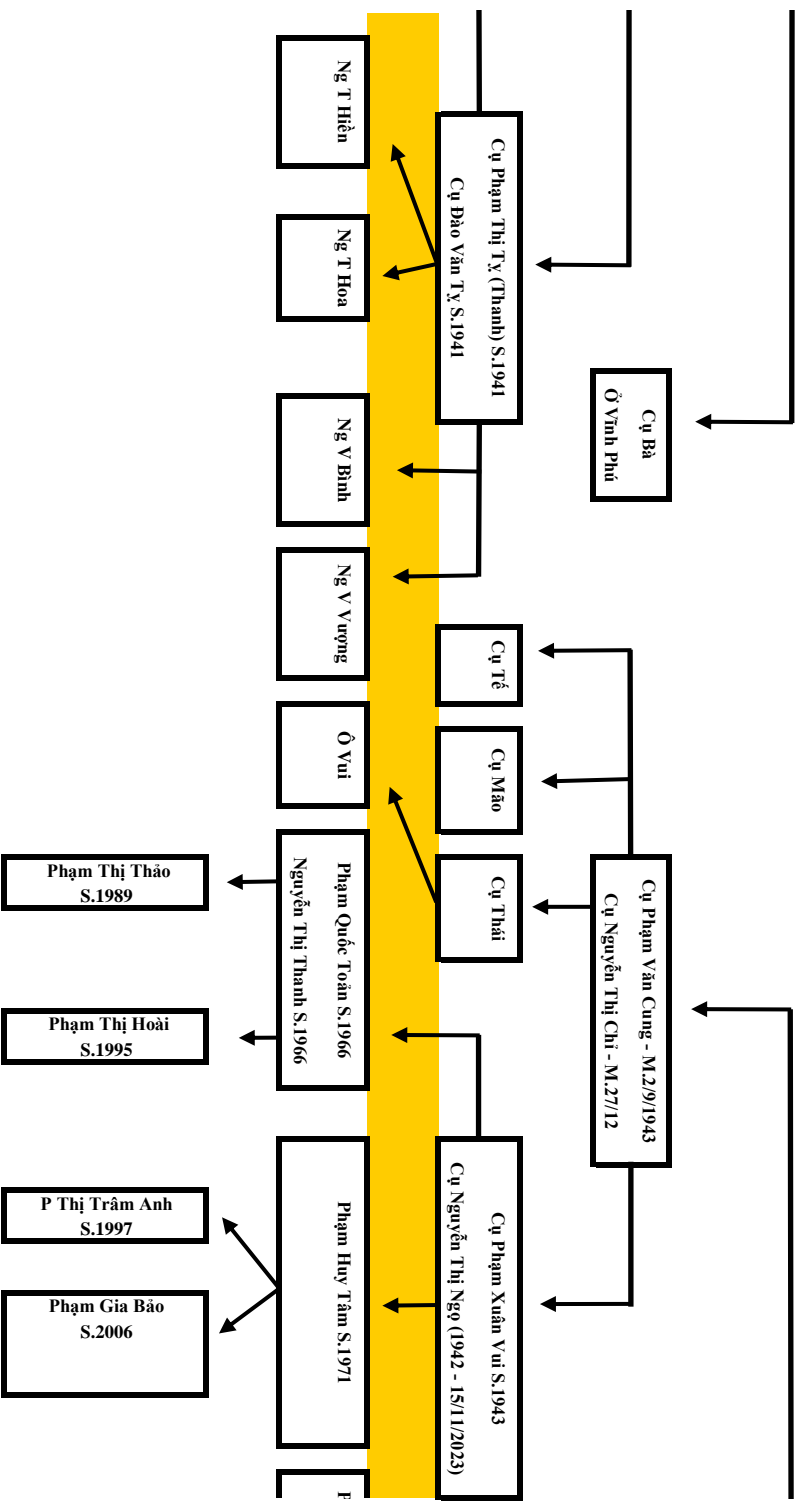 Cụ Bà
Ở Vĩnh Phú
Cụ Phạm Văn Cung - M.2/9/1943
Cụ Nguyễn Thị Chỉ - M.27/12
Cụ Phạm Thị Tỵ (Thanh) S.1941
Cụ Đào Văn Tỵ S.1941
Cụ Tế
Cụ Mão
Cụ Thái
Cụ Phạm Xuân Vui S.1943
Cụ Nguyễn Thị Ngọ (1942 - 15/11/2023)
Ng T Hiền
Ng T Hoa
Ng V Bình
Ng V Vượng
Ô Vui
Phạm Quốc Toản S.1966
Nguyễn Thị Thanh S.1966
Phạm Huy Tâm S.1971
Phạm Thị Thảo
S.1989
Phạm Thị Hoài
S.1995
P Thị Trâm Anh
S.1997
Phạm Gia Bảo
S.2006